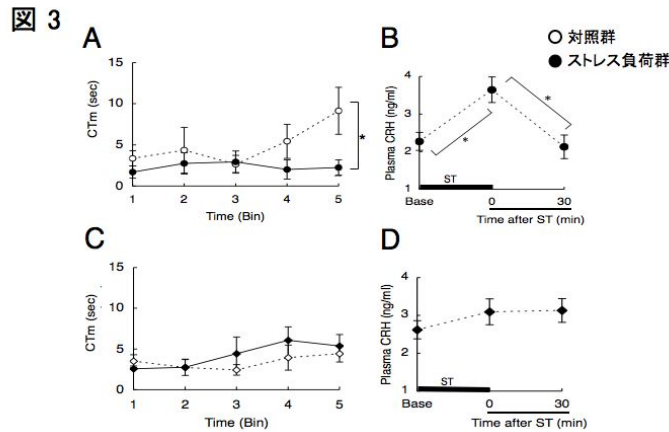 図 3
A
B
○ 対照群
● ストレス負荷群
CTm (sec)
15
10
5
0
1 2 3 4 5
Time (Bin)
*
Plasma CRH (ng/ml)
4
3
2
1
*
*
ST
Base 0 30
Time after ST (min)
C
D
CTm (sec)
15
10
5
0
1 2 3 4 5
Time (Bin)
Plasma CRH (ng/ml)
4
3
2
1
ST
Base 0 30
Time after ST (min)